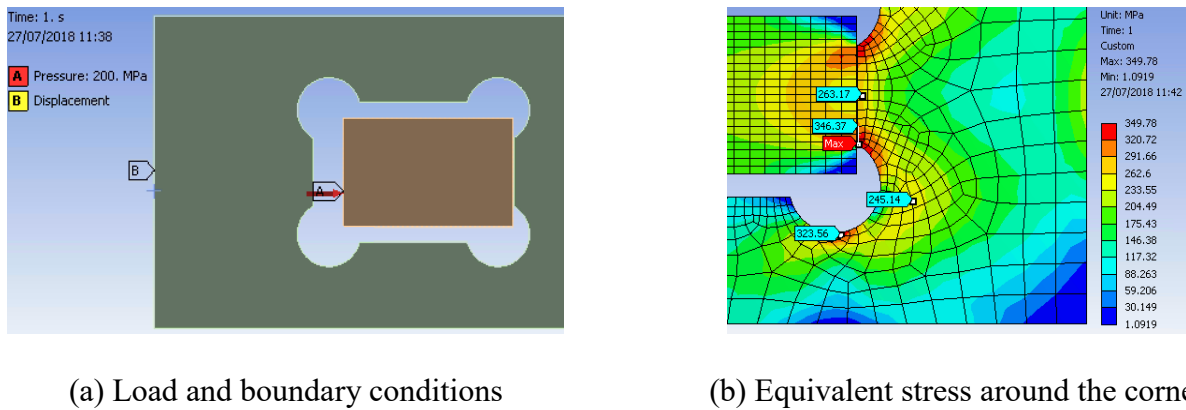 Time: 1. s
27/07/2018 11:38
A Pressure: 200. MPa
B Displacement
B
A
Unit: MPa
Time: 1
Custom
Max: 349.78
Min: 1.0919
27/07/2018 11:42
263.17
346.37
Max
245.14
323.56
349.78
320.72
291.66
262.6
233.55
204.49
175.43
146.38
117.32
88.263
59.206
30.149
1.0919
(a) Load and boundary conditions
(b) Equivalent stress around the corne